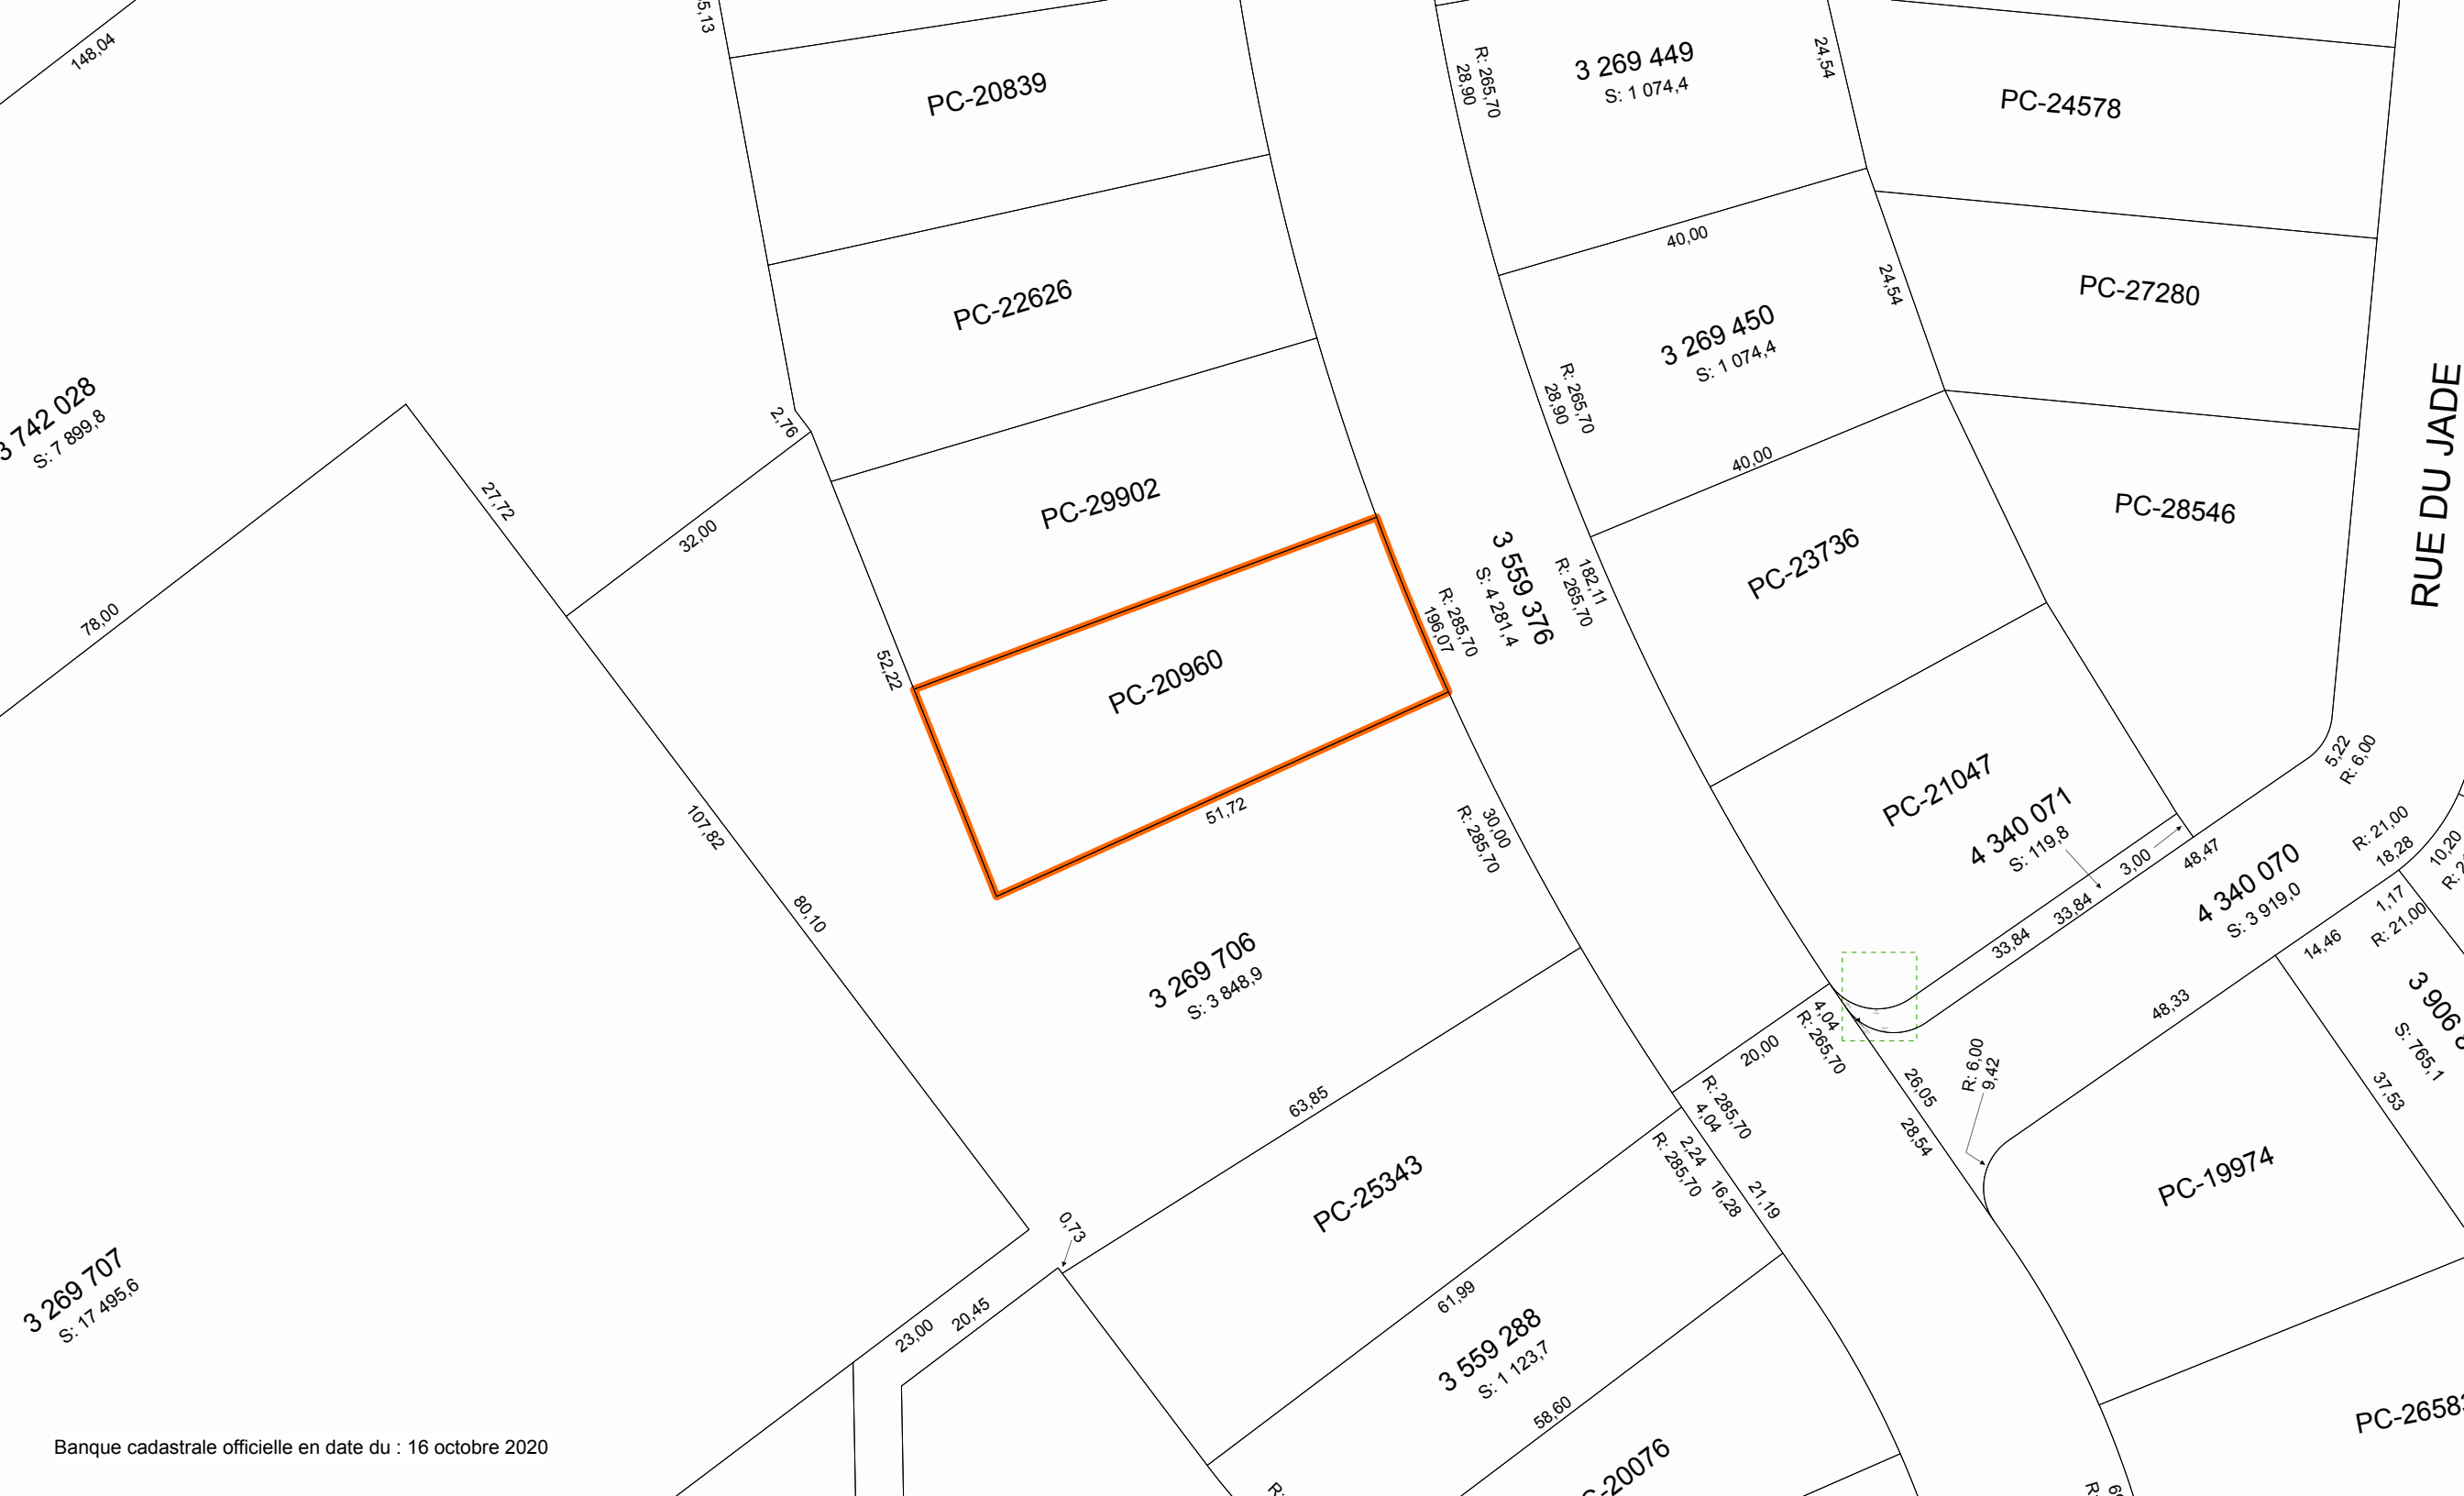 148,04
5,13
PC-20839
R: 265,70
28,90
3 269 449
S: 1 074,4
24,54
PC-24578
PC-22626
40,00
24,54
PC-27280
3 269 450
S: 1 074,4
R: 265,70
28,90
3 742 028
S: 7 899,8
2,76
27,72
32,00
PC-29902
40,00
PC-28546
RUE DU JADE
78,00
52,22
PC-20960
R: 285,70
196,07
3 559 376
S: 4 281,4
182,11
R: 265,70
PC-23736
107,82
80,10
51,72
30,00
R: 285,70
PC-21047
4 340 071
S: 119,8
3,00
48,47
5,22
R: 6,00
R: 21,00
18,28
10,20
33,84
33,84
4 340 070
S: 3 919,0
1,17
R: 21,00
14,46
3 269 706
S: 3 848,9
20,00
4,04
R: 265,70
48,33
3 906
S: 765,1
37,53
26,05
28,54
R: 6,00
9,42
63,85
R: 285,70
4,04
2,24
R: 285,70
16,28
21,19
PC-25343
PC-19974
0,73
3 269 707
S: 17 495,6
23,00
20,45
61,99
3 559 288
S: 1 123,7
58,60
C-20076
PC-2658
R:
R:
Banque cadastrale officielle en date du : 16 octobre 2020